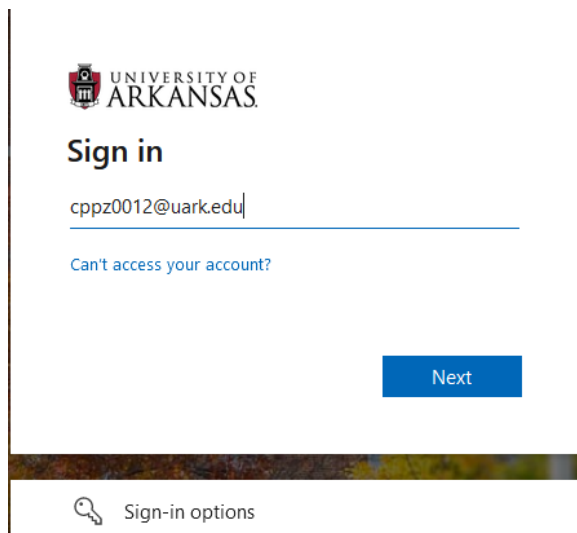 UNIVERSITY OF
ARKANSAS
Sign in
cppz0012@uark.edu
Can't access your account?
Next
Sign-in options